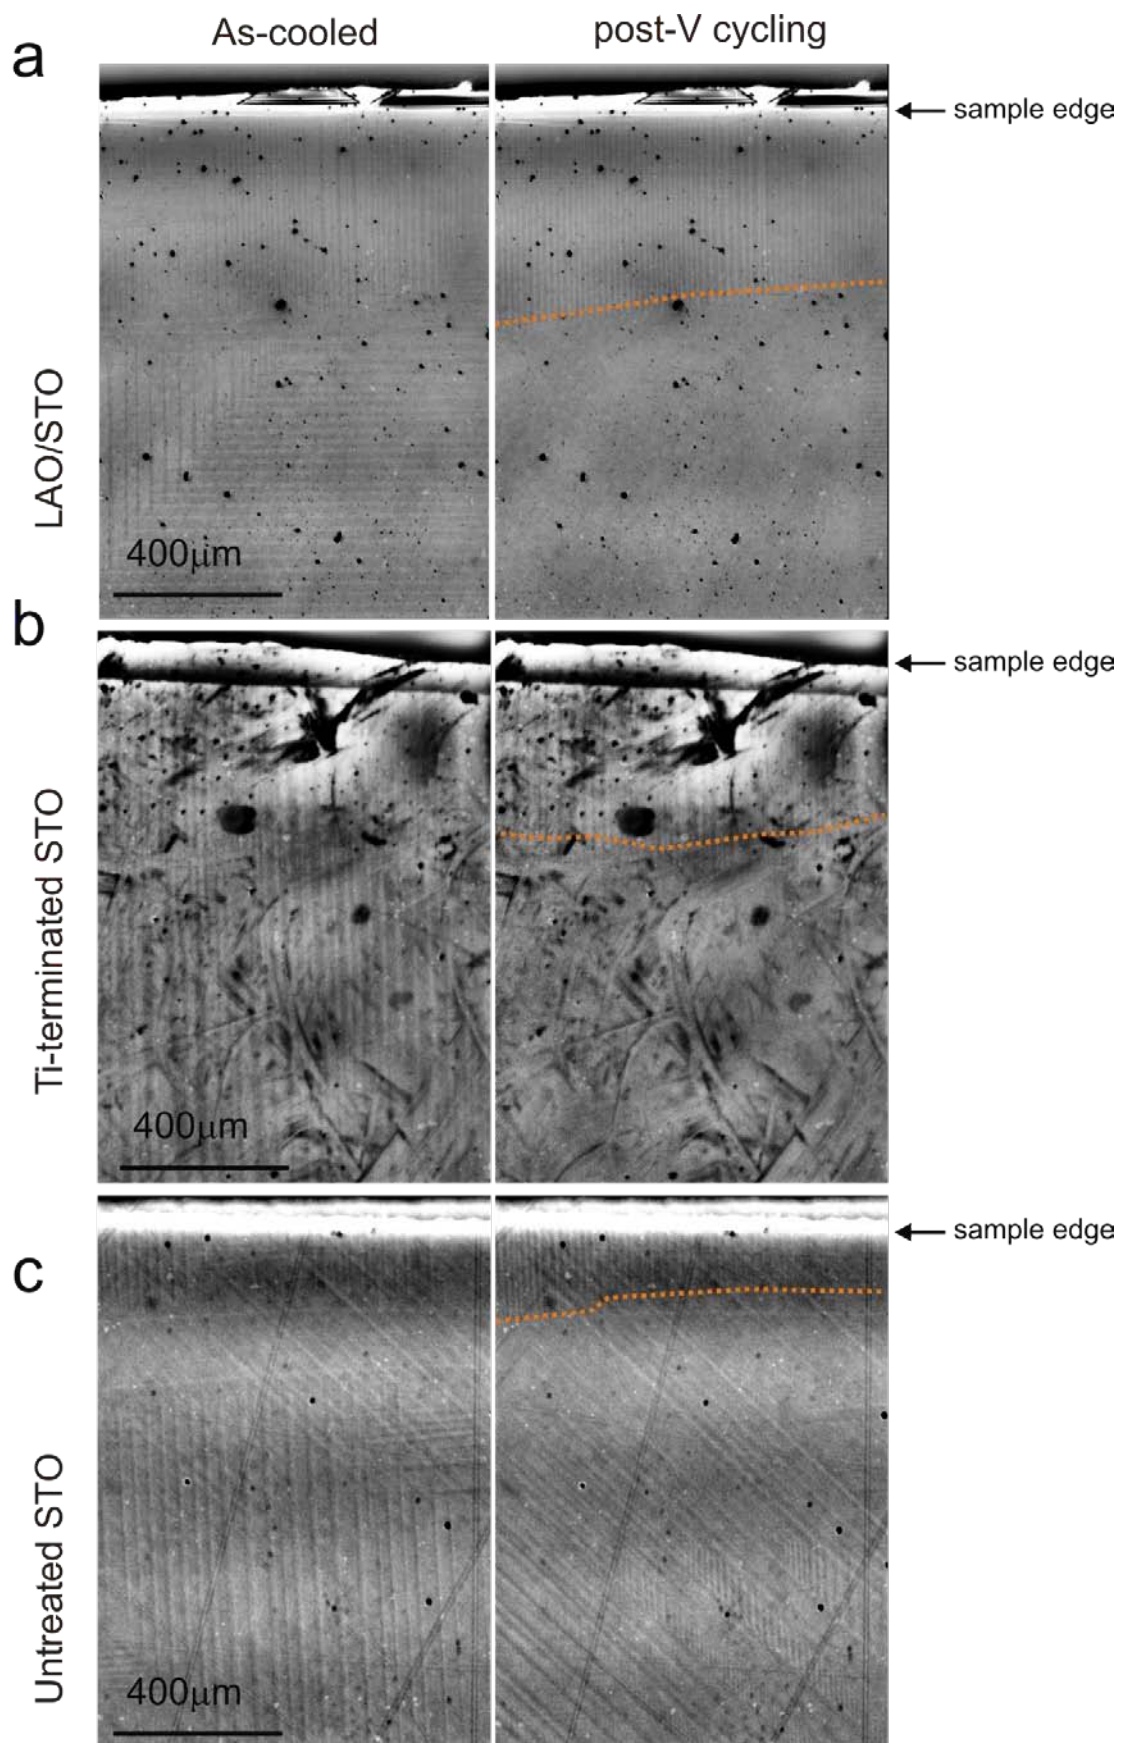 As-cooled
post-V cycling
a
sample edge
LAO/STO
400μm
b
sample edge
Ti-terminated STO
400μm
c
sample edge
Untreated STO
400μm